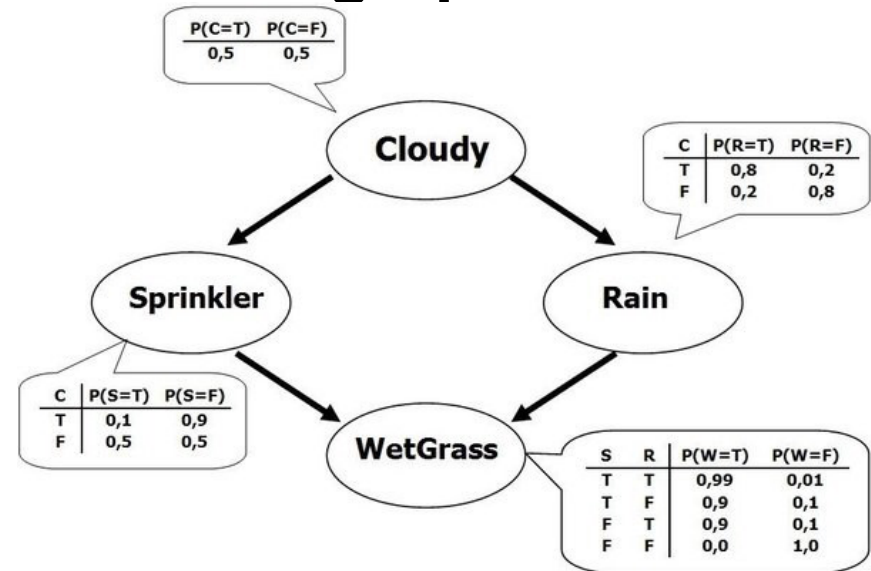 P(C=T) P(C=F)
0,5 0,5
Cloudy
C P(R=T) P(R=F)
T 0,8 0,2
F 0,2 0,8
Sprinkler
Rain
C P(S=T) P(S=F)
T 0,1 0,9
F 0,5 0,5
WetGrass
S R P(W=T) P(W=F)
T T 0,99 0,01
T F 0,9 0,1
F T 0,9 0,1
F F 0,0 1,0